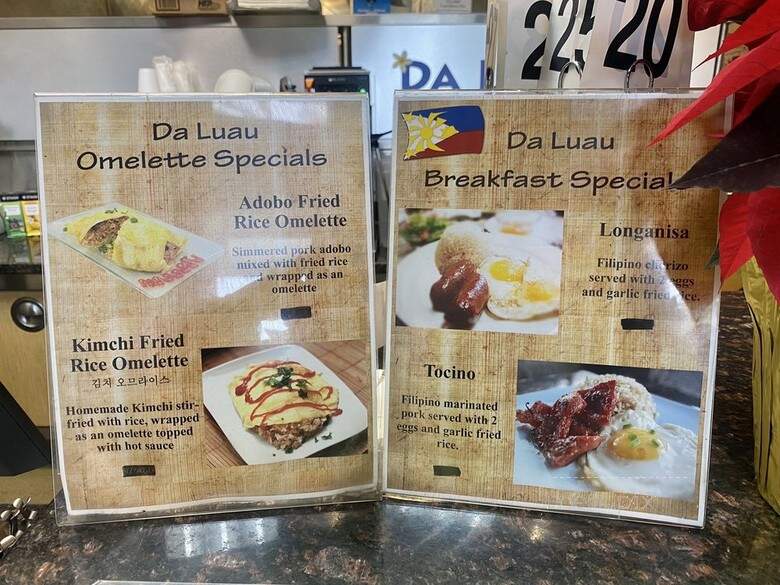 DA
225
20
Da Luau
Omelette Specials
Adobo Fried
Rice Omelette
Simmered pork adobo
mixed with fried rice
wrapped as an
omelette
Kimchi Fried
Rice Omelette
김치 오므라이스
Homemade Kimchi stir-
fried with rice, wrapped
as an omelette topped
with hot sauce
Da Luau
Breakfast Special
Longanisa
Filipino chorizo
served with 2 eggs
and garlic fried rice.
Tocino
Filipino marinated
pork served with 2
eggs and garlic fried
rice.